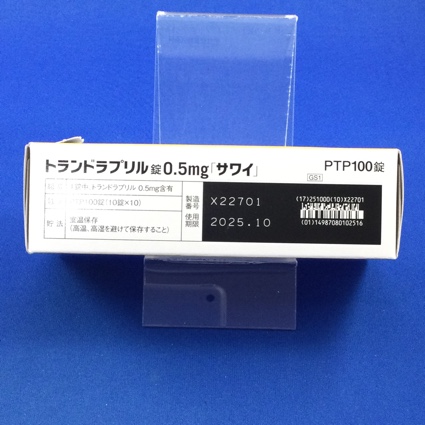 トランドラプリル錠0.5mg「サワイ」 PTP100錠
GS1
1錠中 トランドラプリル 0.5mg含有
PTP100錠(10錠×10)
貯法 室温保存
(高温、高湿を避けて保存すること)
製造番号 X22701
使用期限 2025.10
(17)251000(10)X22701
(01)14987080102516